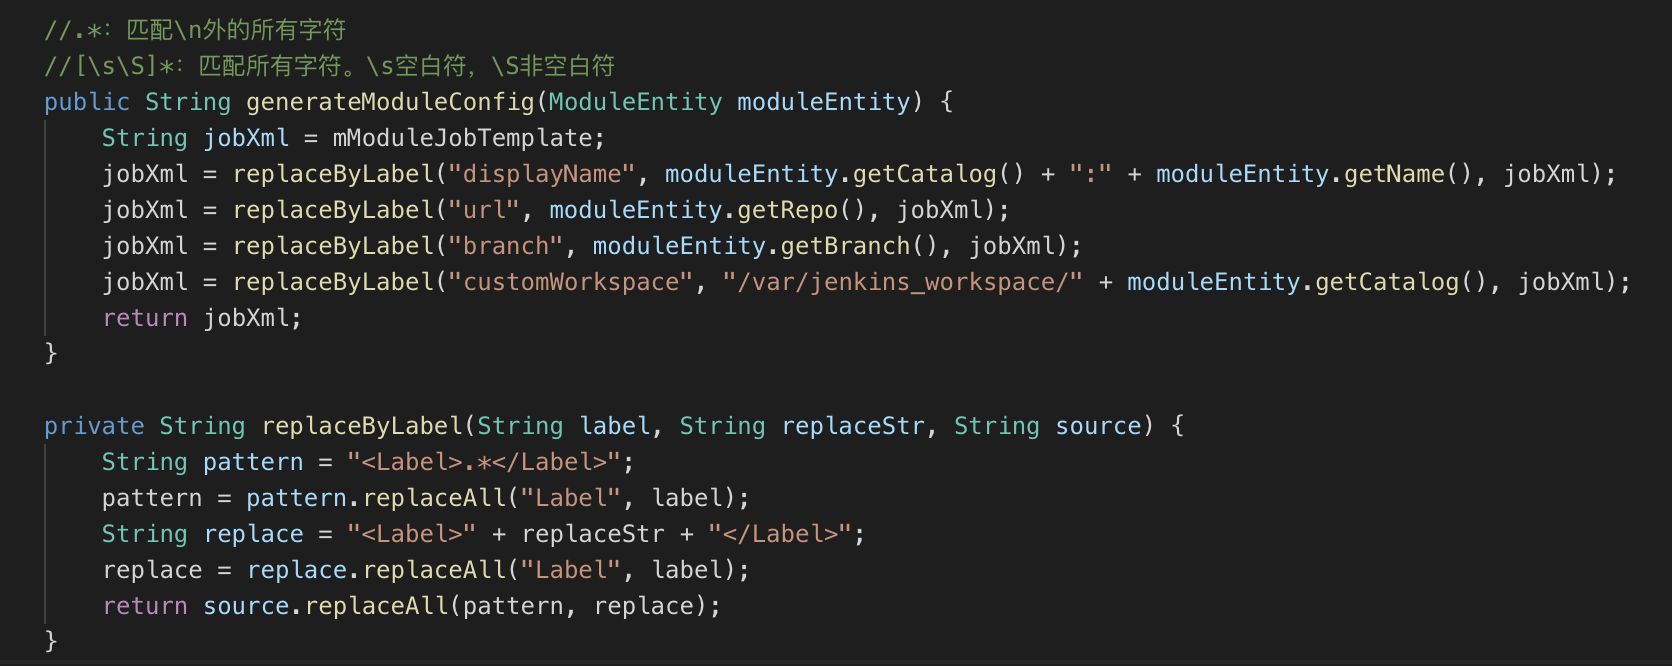 //.*：匹配\n外的所有字符
//[\s\S]*：匹配所有字符。\s空白符，\S非空白符
public String generateModuleConfig(ModuleEntity moduleEntity) {
    String jobXml = mModuleJobTemplate;
    jobXml = replaceByLabel("displayName", moduleEntity.getCatalog() + ":" + moduleEntity.getName(), jobXml);
    jobXml = replaceByLabel("url", moduleEntity.getRepo(), jobXml);
    jobXml = replaceByLabel("branch", moduleEntity.getBranch(), jobXml);
    jobXml = replaceByLabel("customWorkspace", "/var/jenkins_workspace/" + moduleEntity.getCatalog(), jobXml);
    return jobXml;
}
private String replaceByLabel(String label, String replaceStr, String source) {
    String pattern = "<Label>.*</Label>";
    pattern = pattern.replaceAll("Label", label);
    String replace = "<Label>" + replaceStr + "</Label>";
    replace = replace.replaceAll("Label", label);
    return source.replaceAll(pattern, replace);
}